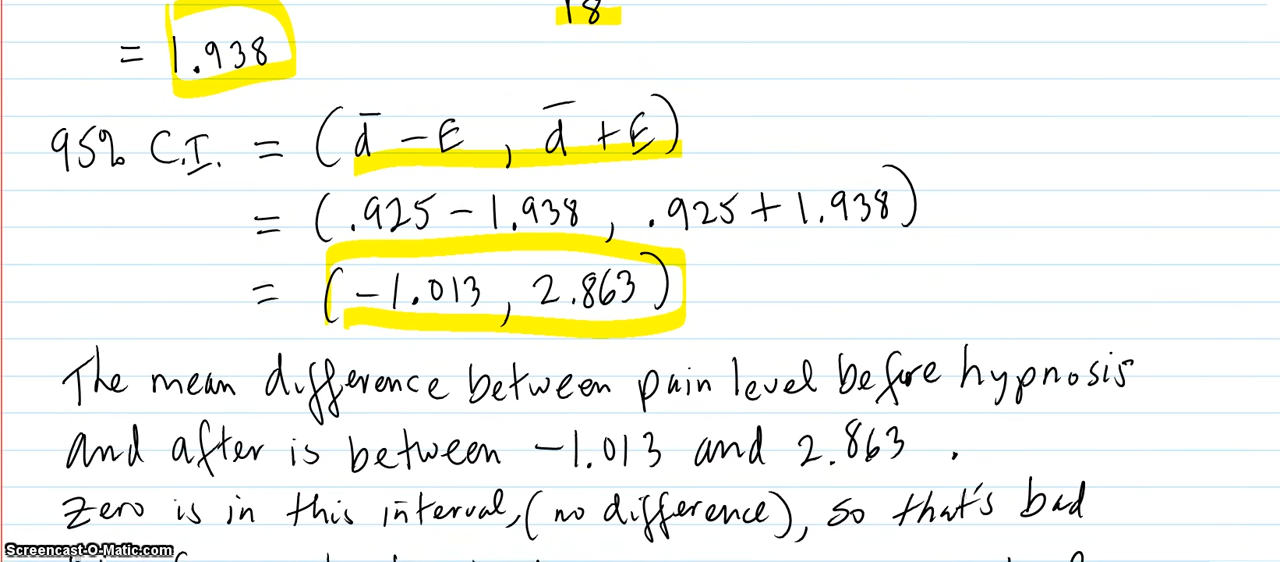 18
= 1.938
95% C.I. = (d̅ - E , d̅ + E)
= (.925 - 1.938 , .925 + 1.938)
= (-1.013 , 2.863)
The mean difference between pain level before hypnosis
and after is between -1.013 and 2.863 .
Zero is in this interval, (no difference), so that's bad
Screencast-O-Matic.com